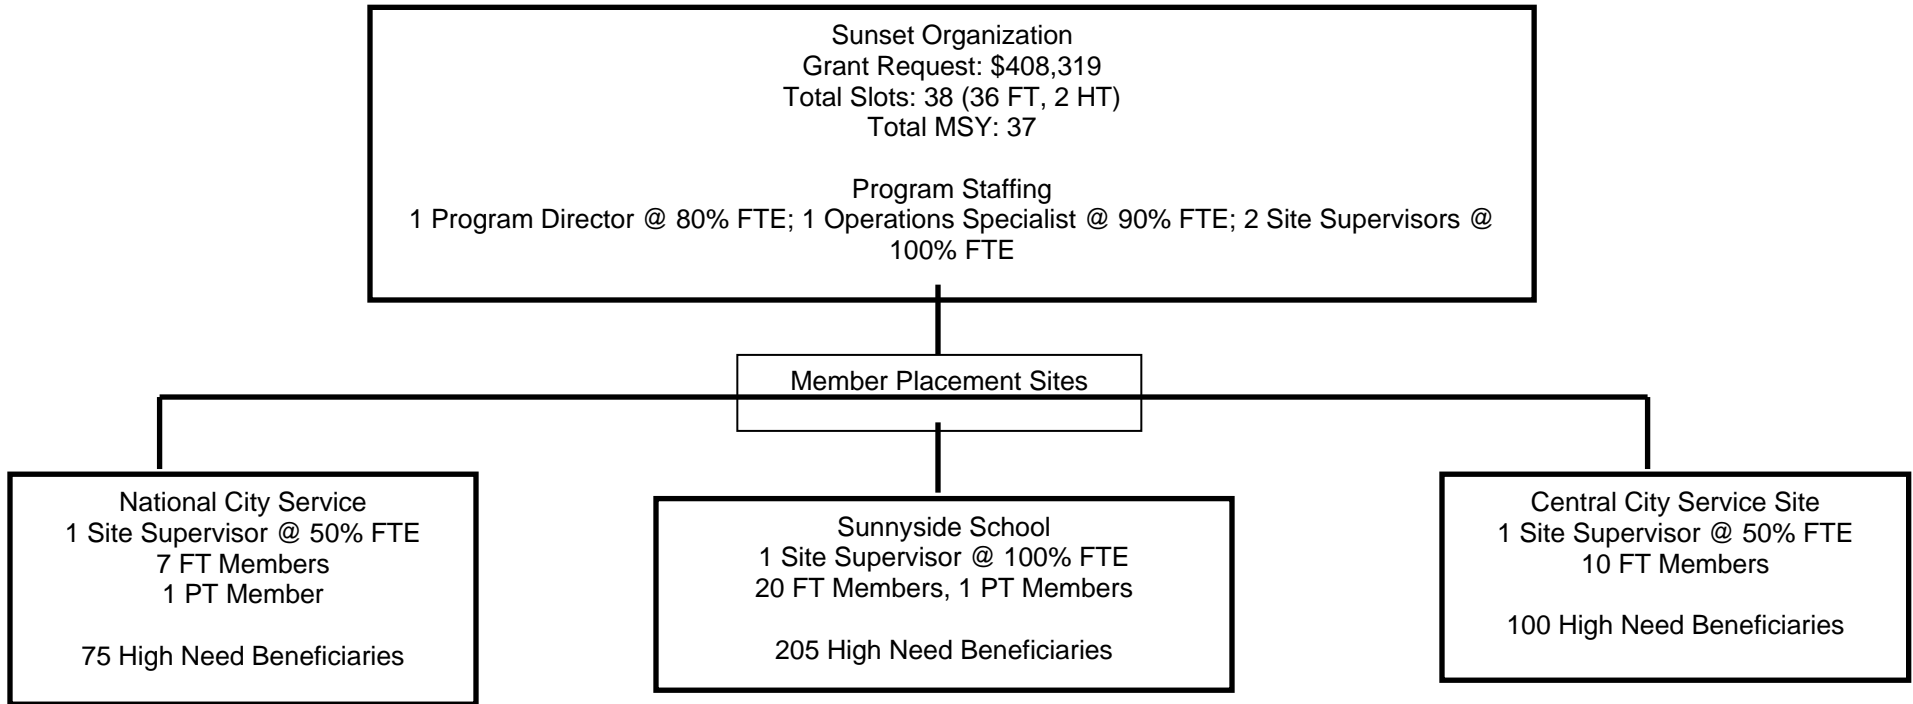 Sunset Organization
Grant Request: $408,319
Total Slots: 38 (36 FT, 2 HT)
Total MSY: 37
Program Staffing
1 Program Director @ 80% FTE; 1 Operations Specialist @ 90% FTE; 2 Site Supervisors @
100% FTE
Member Placement Sites
National City Service
1 Site Supervisor @ 50% FTE
7 FT Members
1 PT Member
75 High Need Beneficiaries
Sunnyside School
1 Site Supervisor @ 100% FTE
20 FT Members, 1 PT Members
205 High Need Beneficiaries
Central City Service Site
1 Site Supervisor @ 50% FTE
10 FT Members
100 High Need Beneficiaries